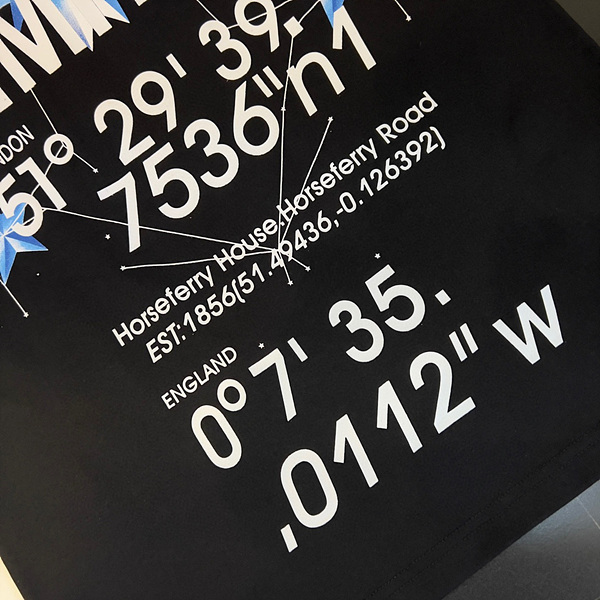 NDON
51° 29' 39.
7536"n1
Horseferry House.Horseferry Road
EST:1856(51.49436,-0.126392)
ENGLAND
0°7' 35.
,0112" W